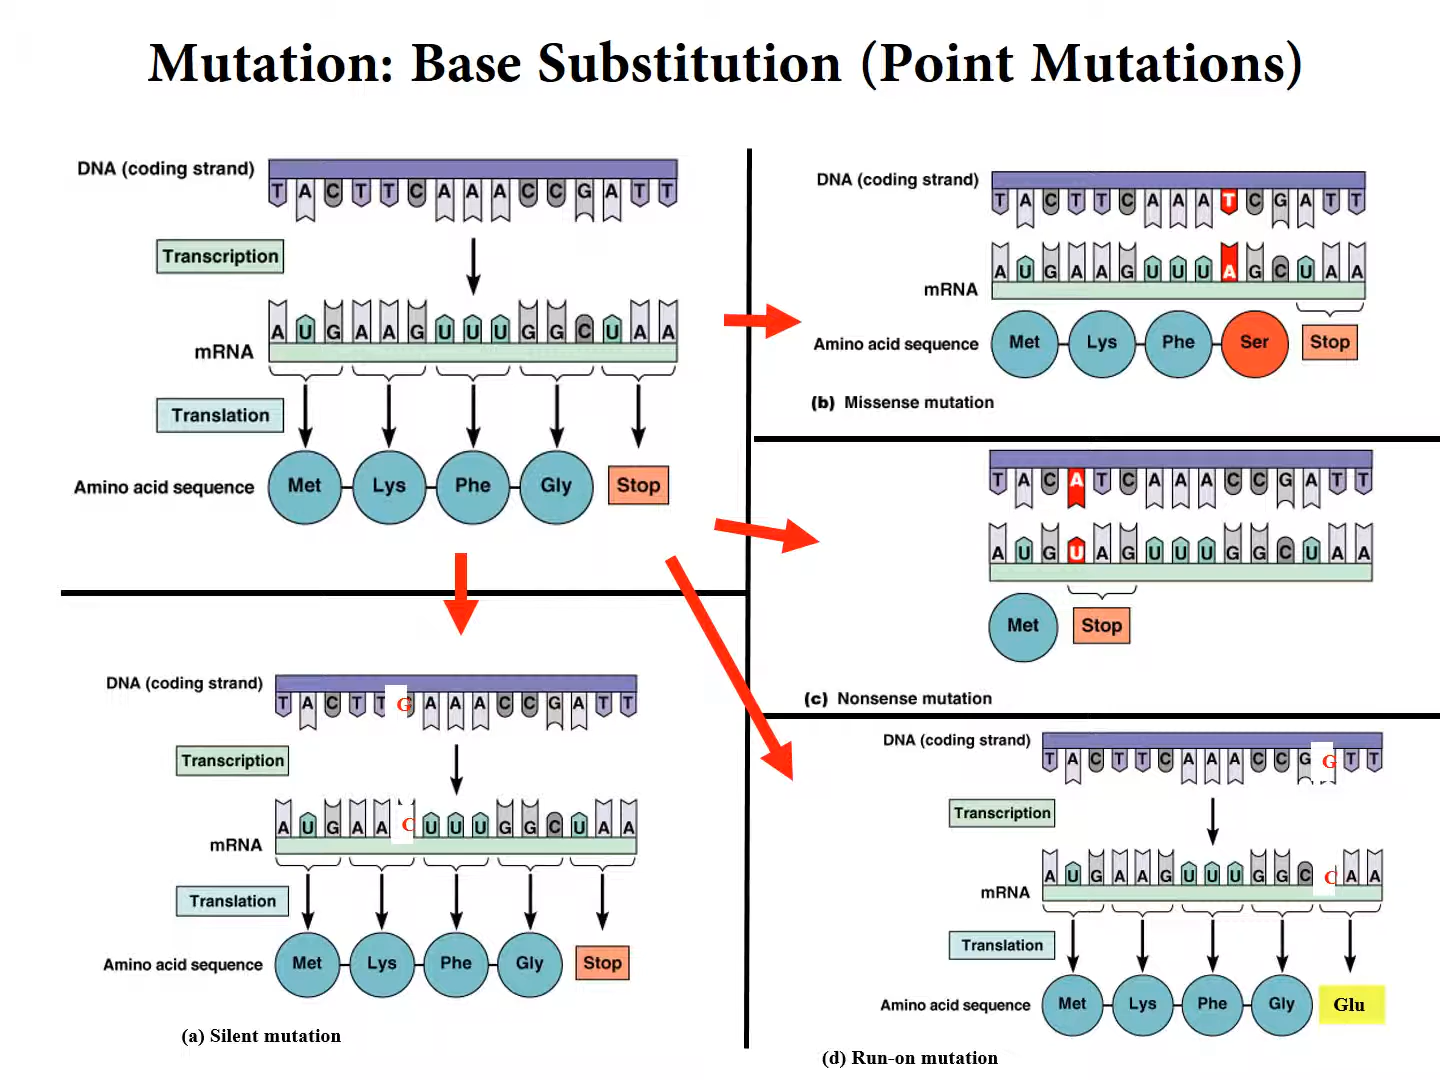 Mutation: Base Substitution (Point Mutations)
DNA (coding strand)
T A C T T C A A A C C G A T T
Transcription
A U G A A G U U U G G C U A A
mRNA
Translation
Amino acid sequence
Met Lys Phe Gly Stop
DNA (coding strand)
T A C T T C A A A T C G A T T
A U G A A G U U U A G C U A A
mRNA
Amino acid sequence
Met Lys Phe Ser Stop
(b) Missense mutation
T A C A T C A A A C C G A T T
A U G U A G U U U G G C U A A
Met Stop
(c) Nonsense mutation
DNA (coding strand)
T A C T T G A A A C C G A T T
Transcription
A U G A A C U U U G G C U A A
mRNA
Translation
Amino acid sequence
Met Lys Phe Gly Stop
(a) Silent mutation
DNA (coding strand)
T A C T T C A A A C C G G T T
Transcription
A U G A A G U U U G G C C A A
mRNA
Translation
Amino acid sequence
Met Lys Phe Gly Glu
(d) Run-on mutation